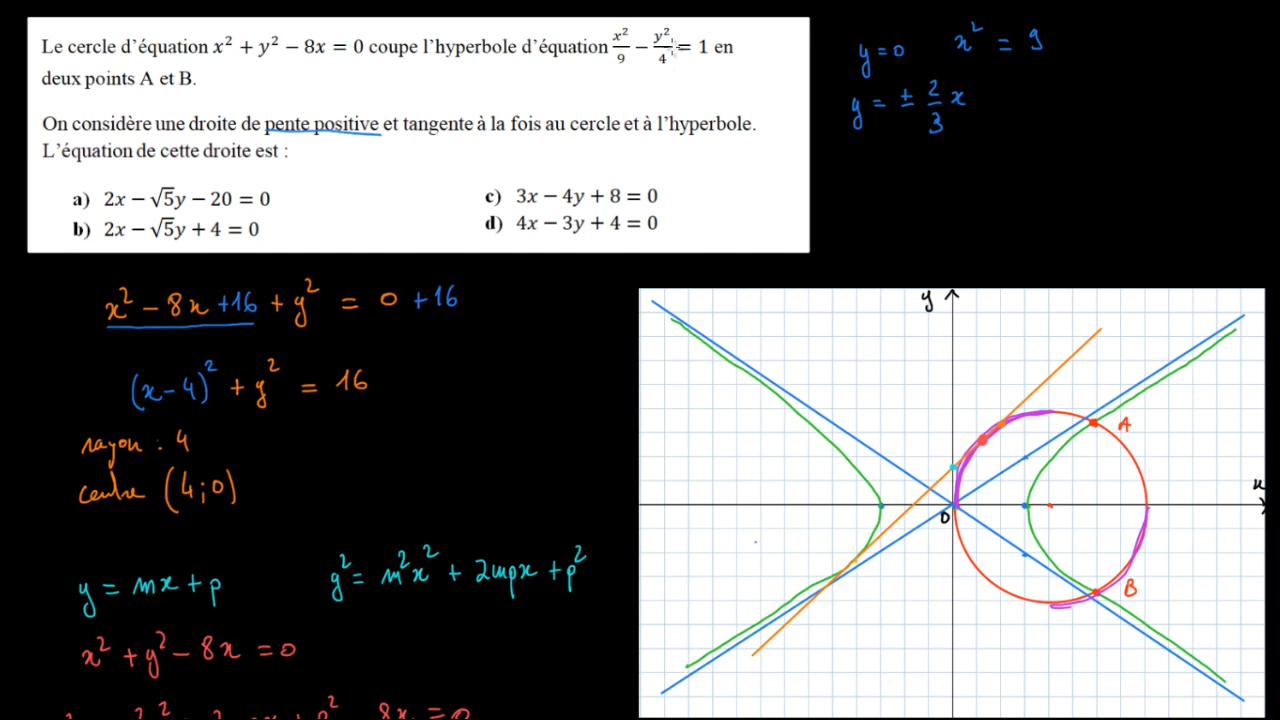 Le cercle d'équation x² + y² − 8x = 0 coupe l'hyperbole d'équation x²/9 − y²/4 = 1 en
deux points A et B.
On considère une droite de pente positive et tangente à la fois au cercle et à l'hyperbole.
L'équation de cette droite est :
a) 2x − √5y − 20 = 0
b) 2x − √5y + 4 = 0
c) 3x − 4y + 8 = 0
d) 4x − 3y + 4 = 0
y = 0 x² = 9
y = ± 2/3 x
x² − 8x + 16 + y² = 0 + 16
(x − 4)² + y² = 16
rayon : 4
centre (4 ; 0)
y = mx + p y² = m²x² + 2mpx + p²
x² + y² − 8x = 0
y
A
x
O
B